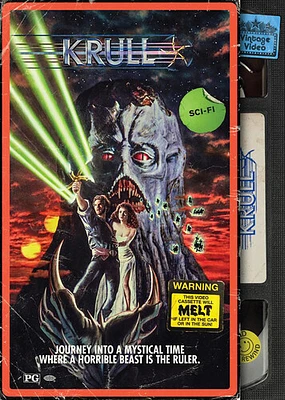 KRULL
Vintage
Video
SCI-FI
KRULL
WARNING
THIS VIDEO
CASSETTE WILL
MELT
IF LEFT IN THE CAR
OR IN THE SUN!
JOURNEY INTO A MYSTICAL TIME
WHERE A HORRIBLE BEAST IS THE RULER.
PG
REWIND